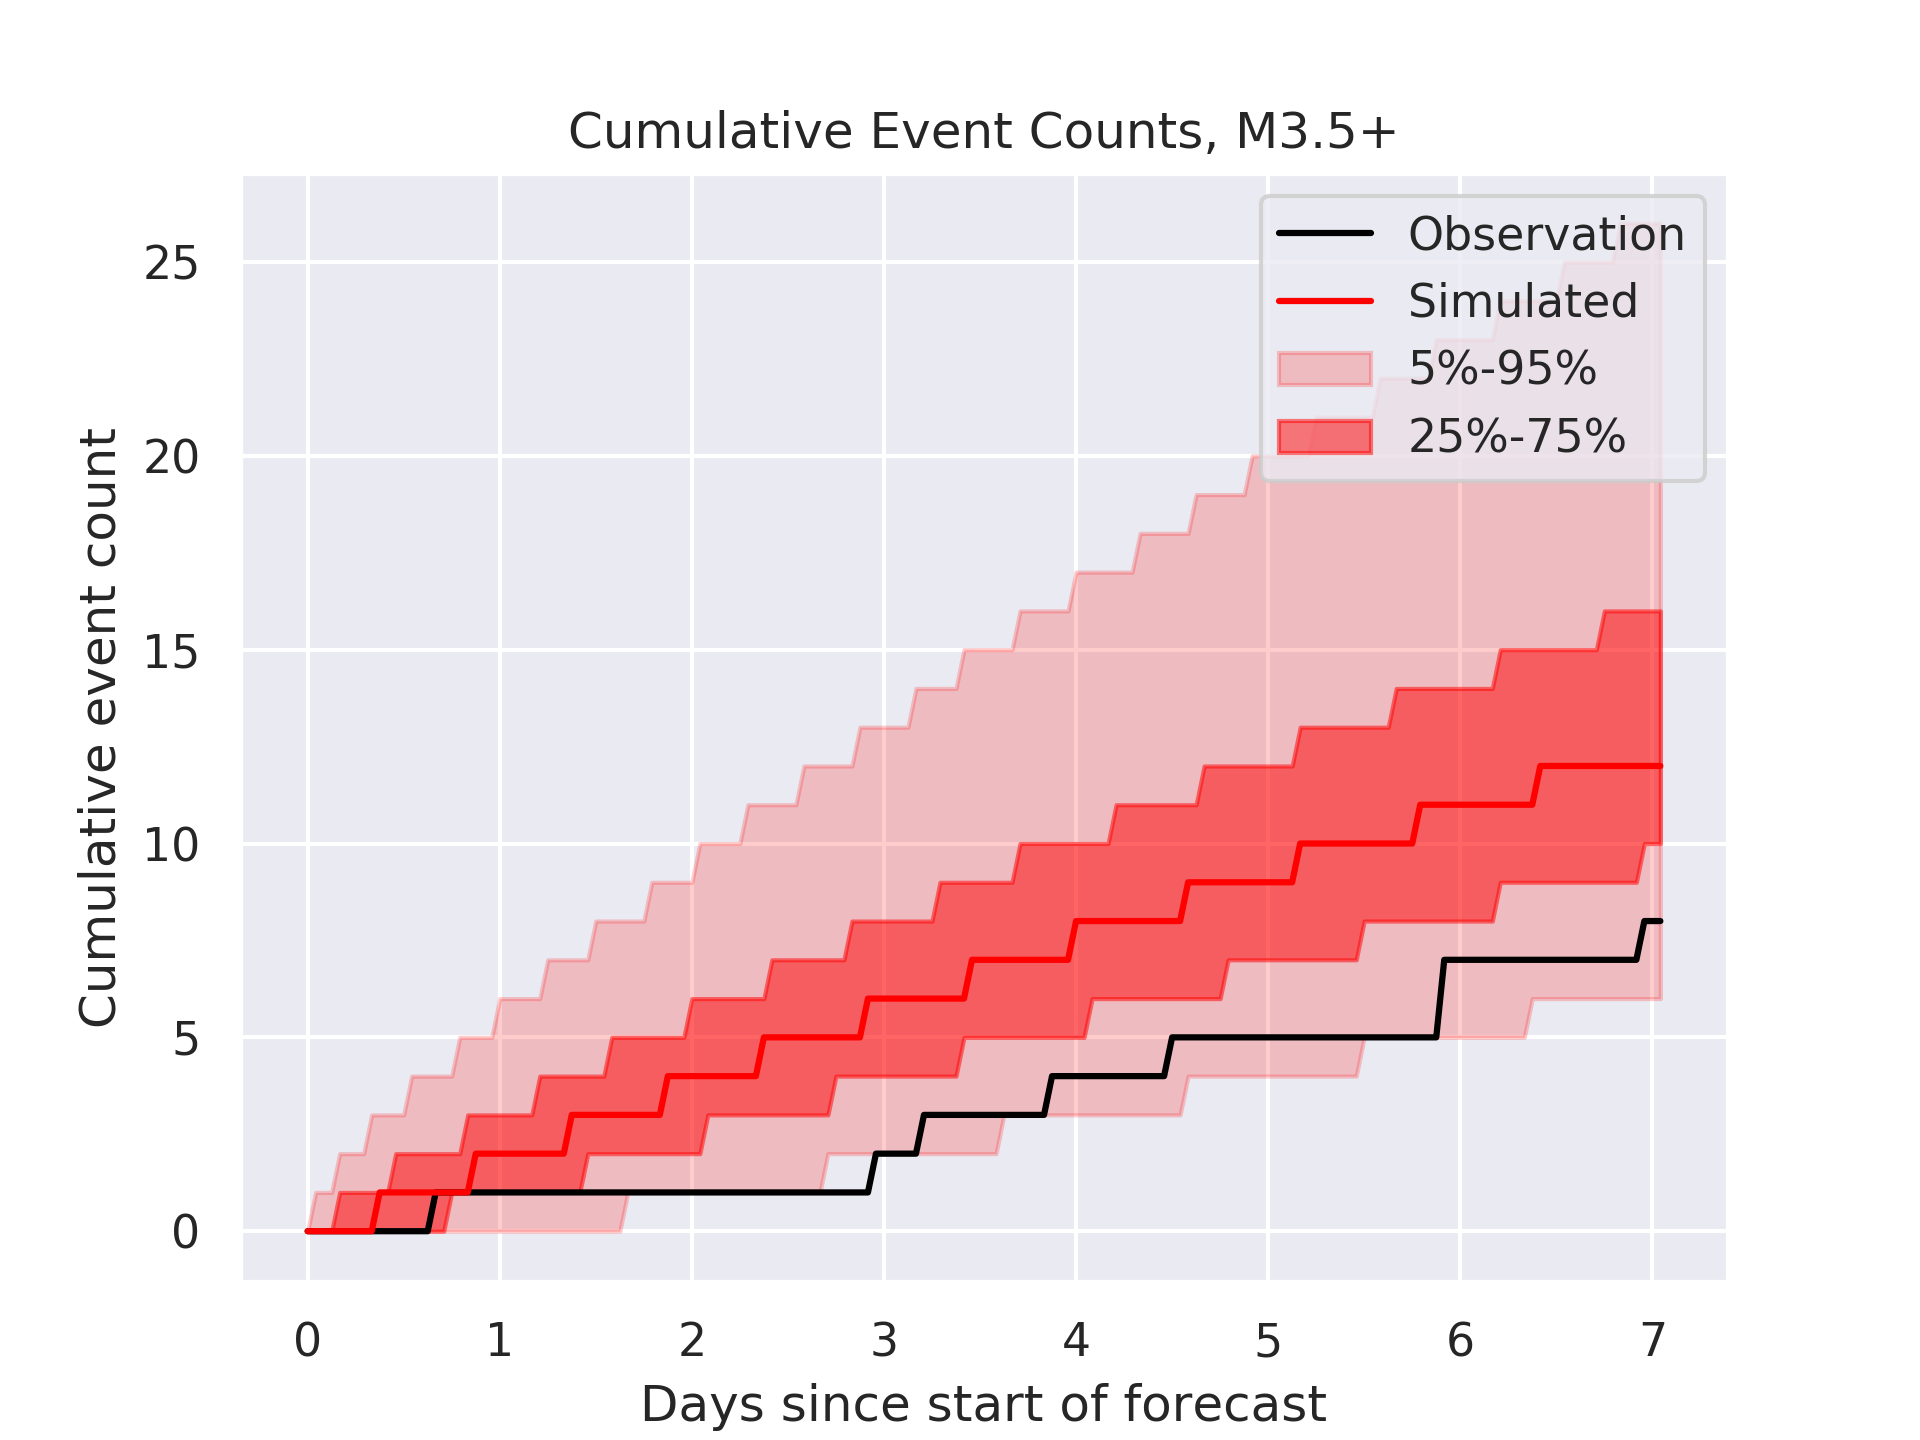 Cumulative Event Counts, M3.5+
Observation
Simulated
5%-95%
25%-75%
Cumulative event count
25
20
15
10
5
0
0 1 2 3 4 5 6 7
Days since start of forecast